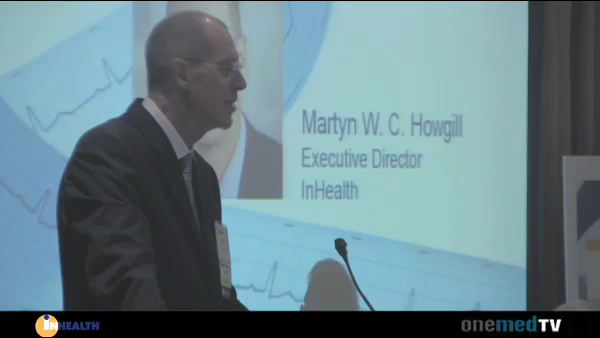 Martyn W. C. Howgill
Executive Director
InHealth
INHEALTH
onemedTV